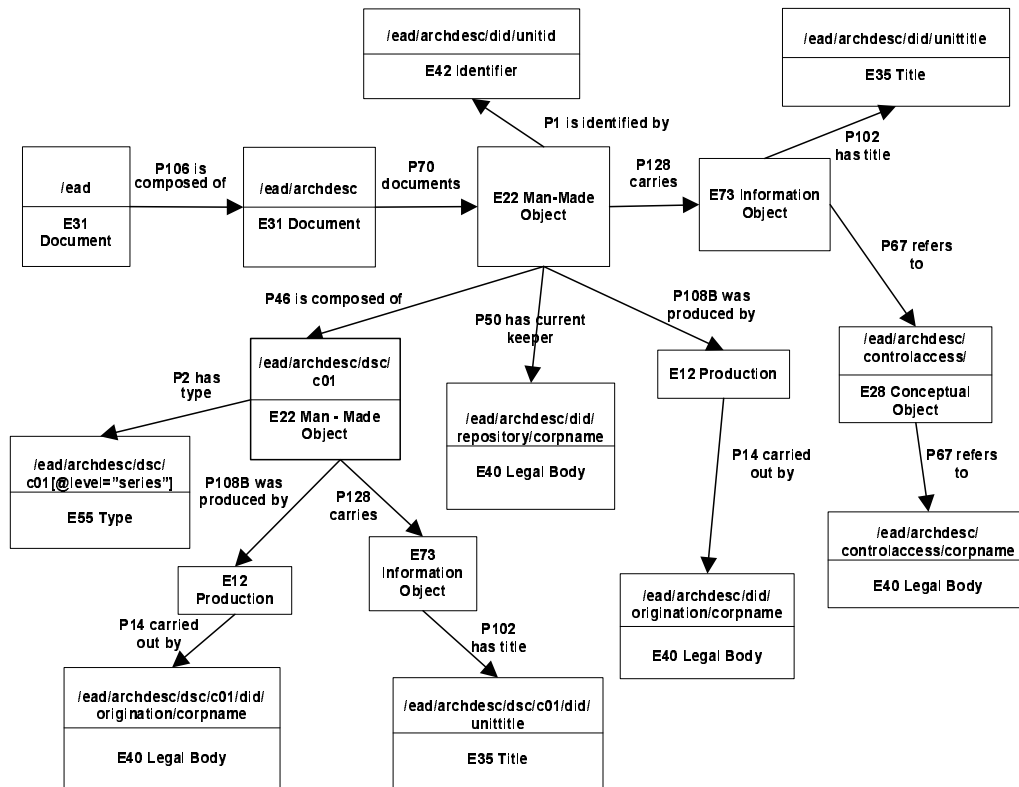 /ead/archdesc/did/unitid
E42 Identifier
/ead/archdesc/did/unittitle
E35 Title
P1 is identified by
P102
has title
/ead
E31
Document
P106 is
composed of
/ead/archdesc
E31 Document
P70
documents
E22 Man-Made
Object
P128
carries
E73 Information
Object
P67 refers
to
P46 is composed of
P50 has current
keeper
P108B was
produced by
/ead/archdesc/
controlaccess/
E28 Conceptual
Object
/ead/archdesc/dsc/
c01
E22 Man - Made
Object
E12 Production
P2 has
type
/ead/archdesc/did/
repository/corpname
E40 Legal Body
P14 carried
out by
P67 refers
to
/ead/archdesc/dsc/
c01[@level="series"]
E55 Type
P108B was
produced by
P128
carries
/ead/archdesc/
controlaccess/corpname
E40 Legal Body
E12
Production
E73
Information
Object
/ead/archdesc/did/
origination/corpname
E40 Legal Body
P14 carried
out by
P102
has title
/ead/archdesc/dsc/c01/did/
origination/corpname
E40 Legal Body
/ead/archdesc/dsc/c01/did/
unittitle
E35 Title